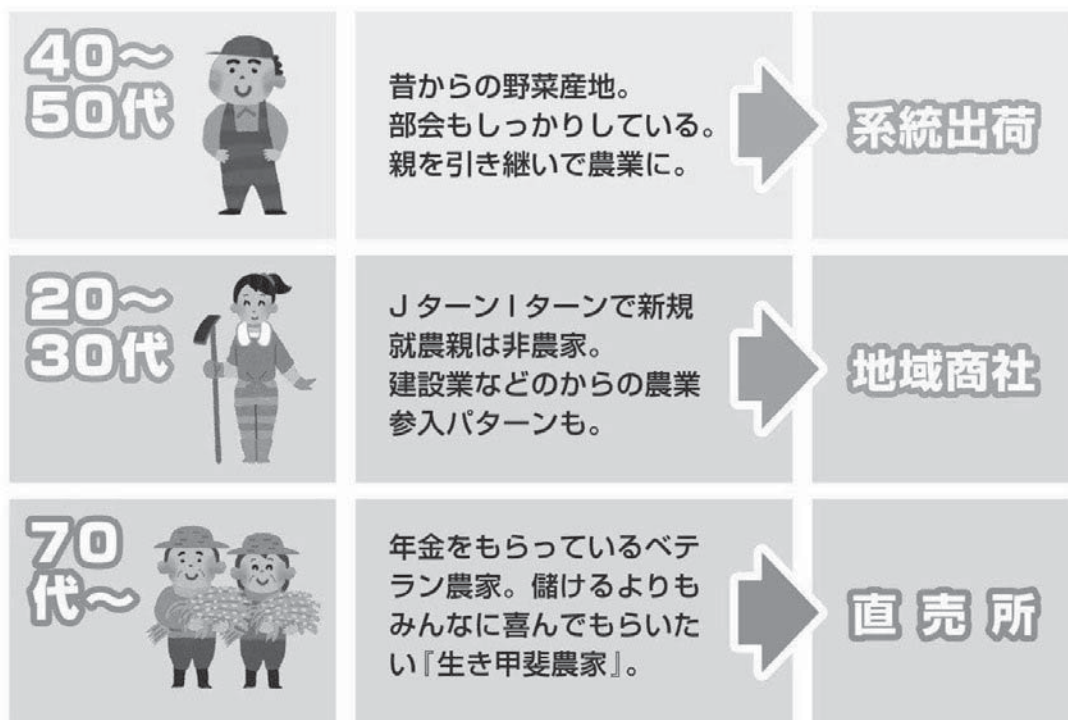 40〜
50代
昔からの野菜産地。
部会もしっかりしている。
親を引き継いで農業に。
系統出荷
20〜
30代
JターンIターンで新規
就農親は非農家。
建設業などのからの農業
参入パターンも。
地域商社
70
代〜
年金をもらっているベテ
ラン農家。儲けるよりも
みんなに喜んでもらいた
い『生き甲斐農家』。
直売所